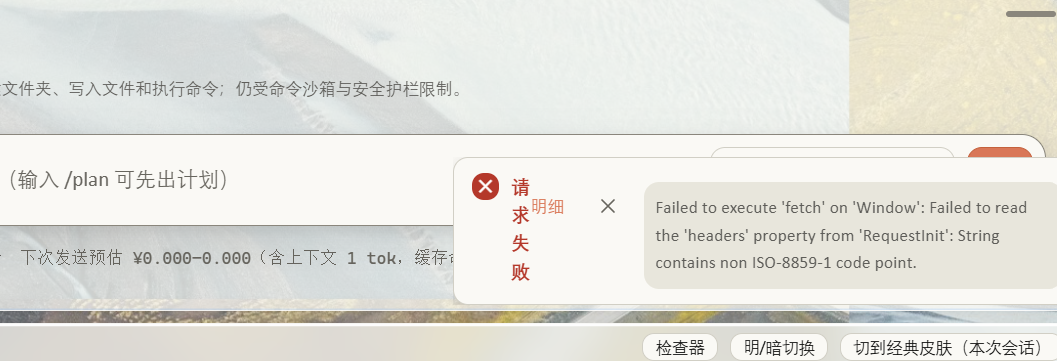 文件夹、写入文件和执行命令；仍受命令沙箱与安全护栏限制。
（输入 /plan 可先出计划）
请求失败
明细
Failed to execute 'fetch' on 'Window': Failed to read
the 'headers' property from 'RequestInit': String
contains non ISO-8859-1 code point.
下次发送预估 ¥0.000–0.000（含上下文 1 tok，缓存
检查器
明/暗切换
切到经典皮肤（本次会话）